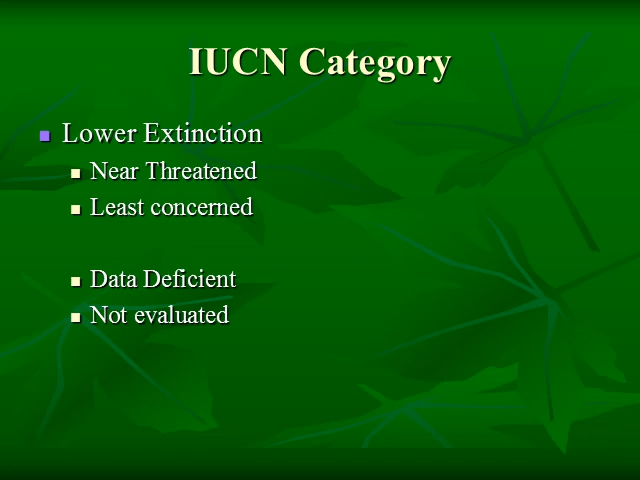 IUCN Category
Lower Extinction
Near Threatened
Least concerned
Data Deficient
Not evaluated